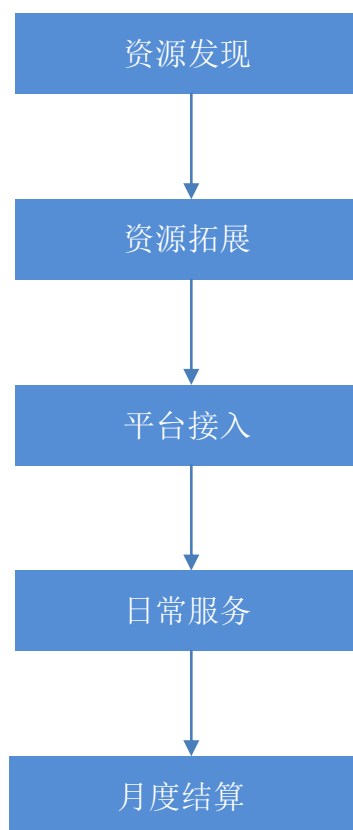 资源发现
资源拓展
平台接入
日常服务
月度结算